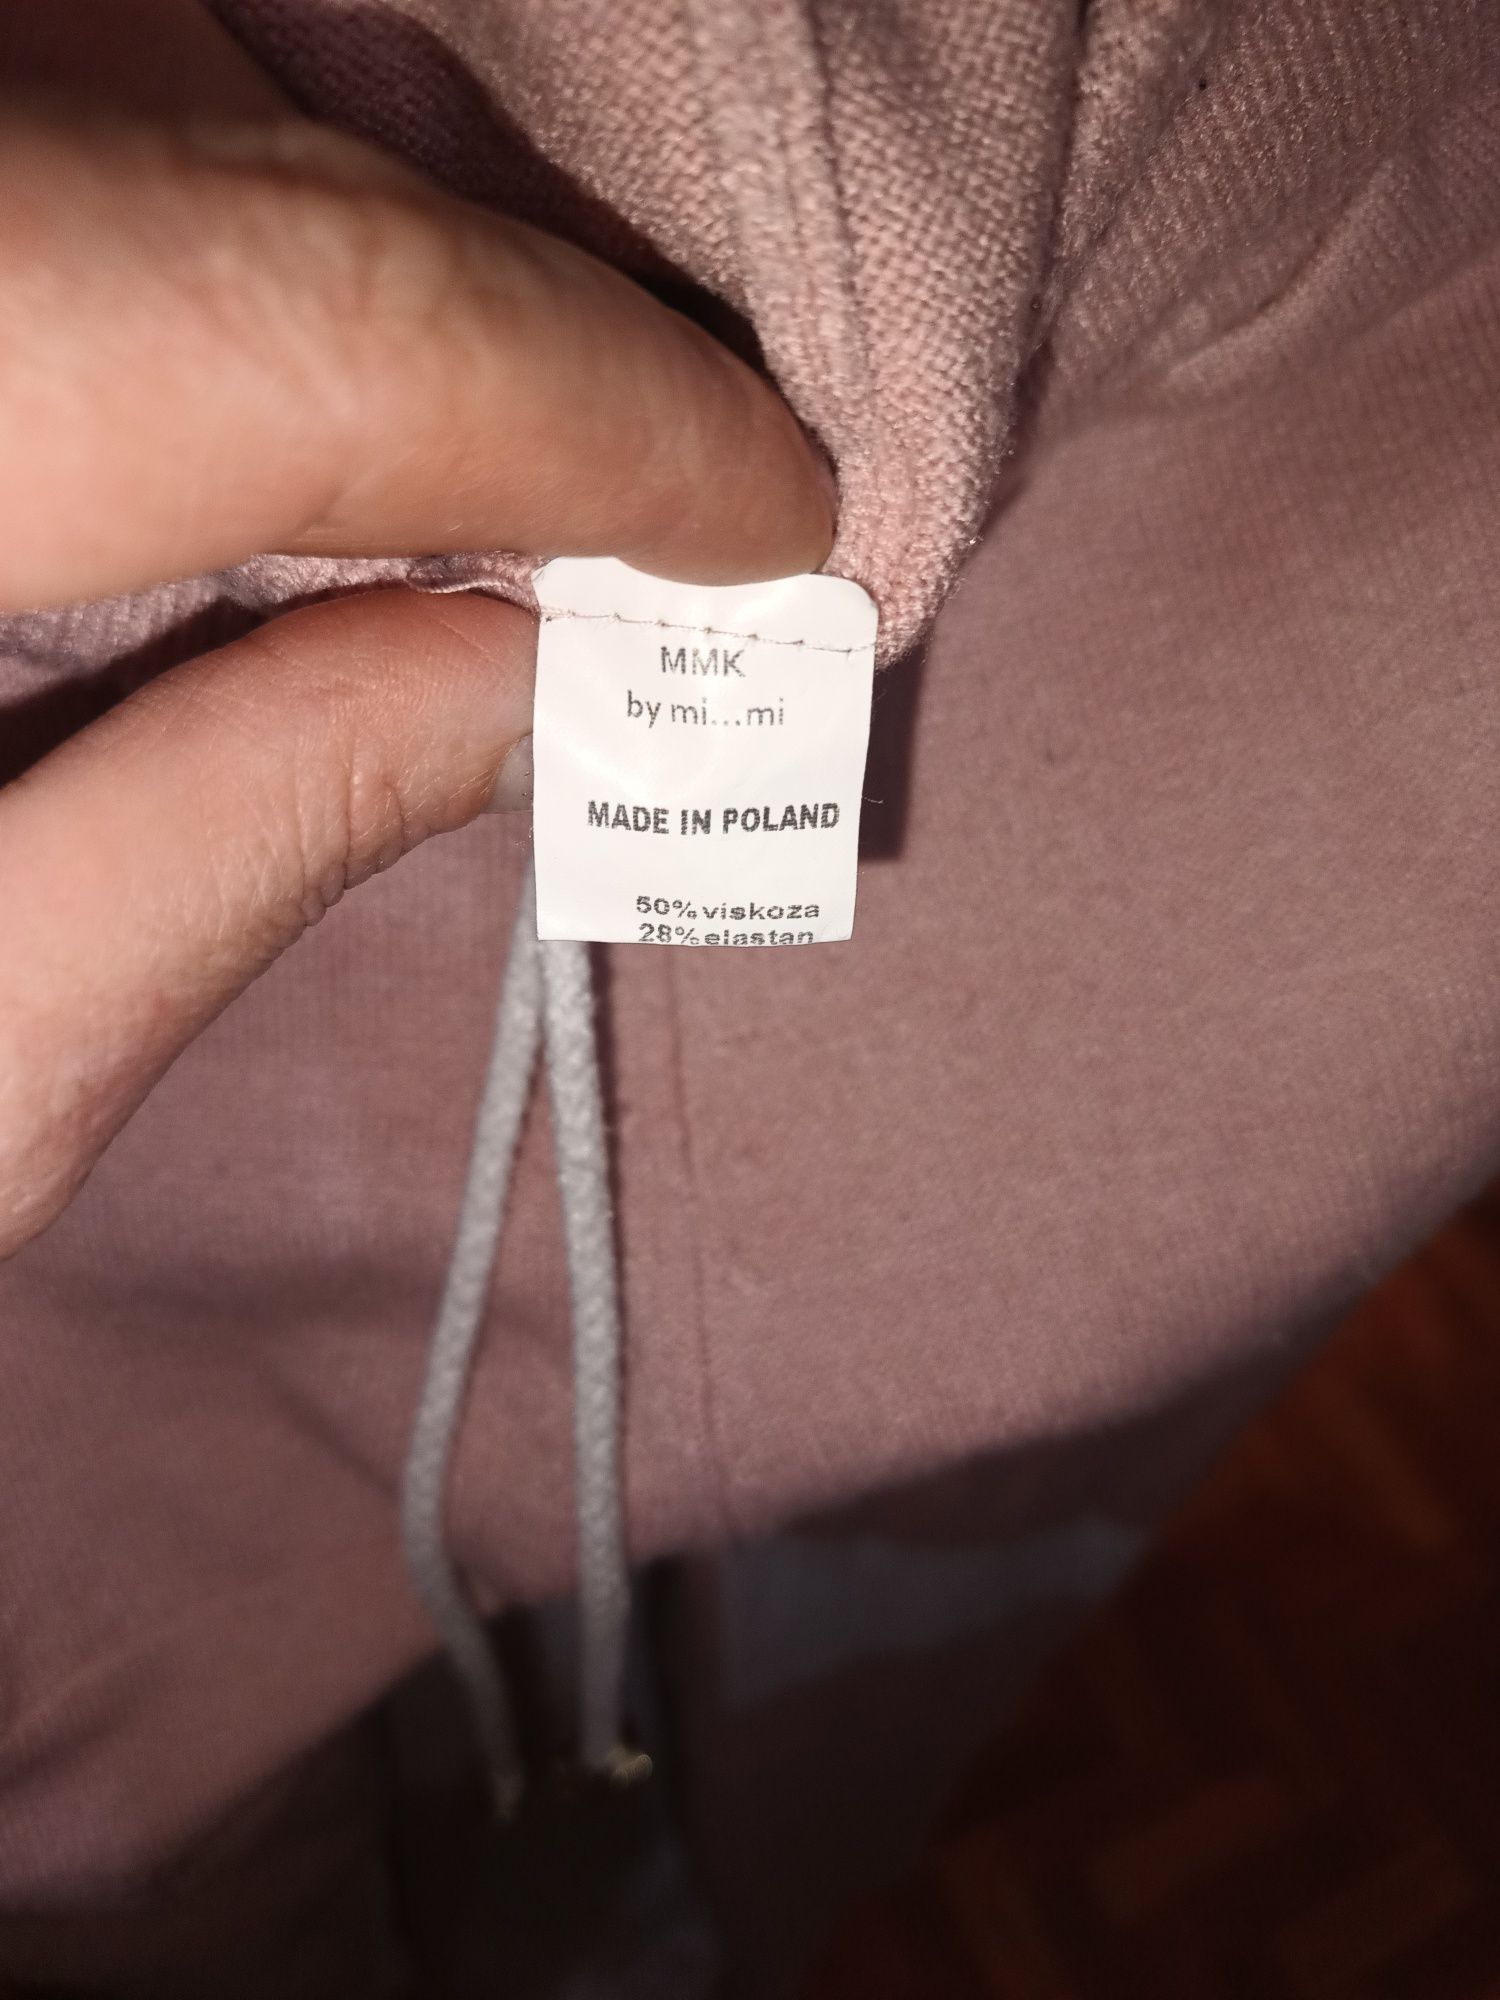 MMK
by mi...mi
MADE IN POLAND
50% viskoza
28% elastan